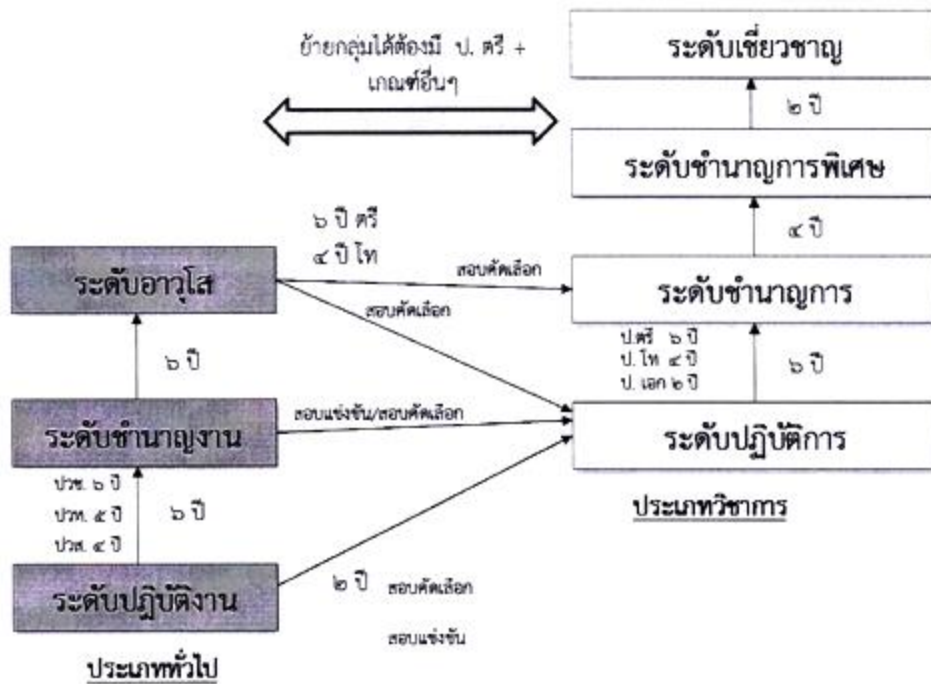 ย้ายกลุ่มได้ต้องมี ป. ตรี +
เกณฑ์อื่นๆ
ระดับเชี่ยวชาญ
๒ ปี
ระดับชำนาญการพิเศษ
๔ ปี
๖ ปี ตรี
๔ ปี โท
ระดับอาวุโส
สอบคัดเลือก
สอบคัดเลือก
ระดับชำนาญการ
๖ ปี
ป.ตรี ๖ ปี
ป. โท ๔ ปี
ป. เอก ๒ ปี
๖ ปี
ระดับชำนาญงาน
สอบแข่งขัน/สอบคัดเลือก
ระดับปฏิบัติการ
ประเภทวิชาการ
ปวช. ๖ ปี
ปวท. ๕ ปี
ปวส. ๔ ปี
๖ ปี
ระดับปฏิบัติงาน
๒ ปี สอบคัดเลือก
สอบแข่งขัน
ประเภททั่วไป